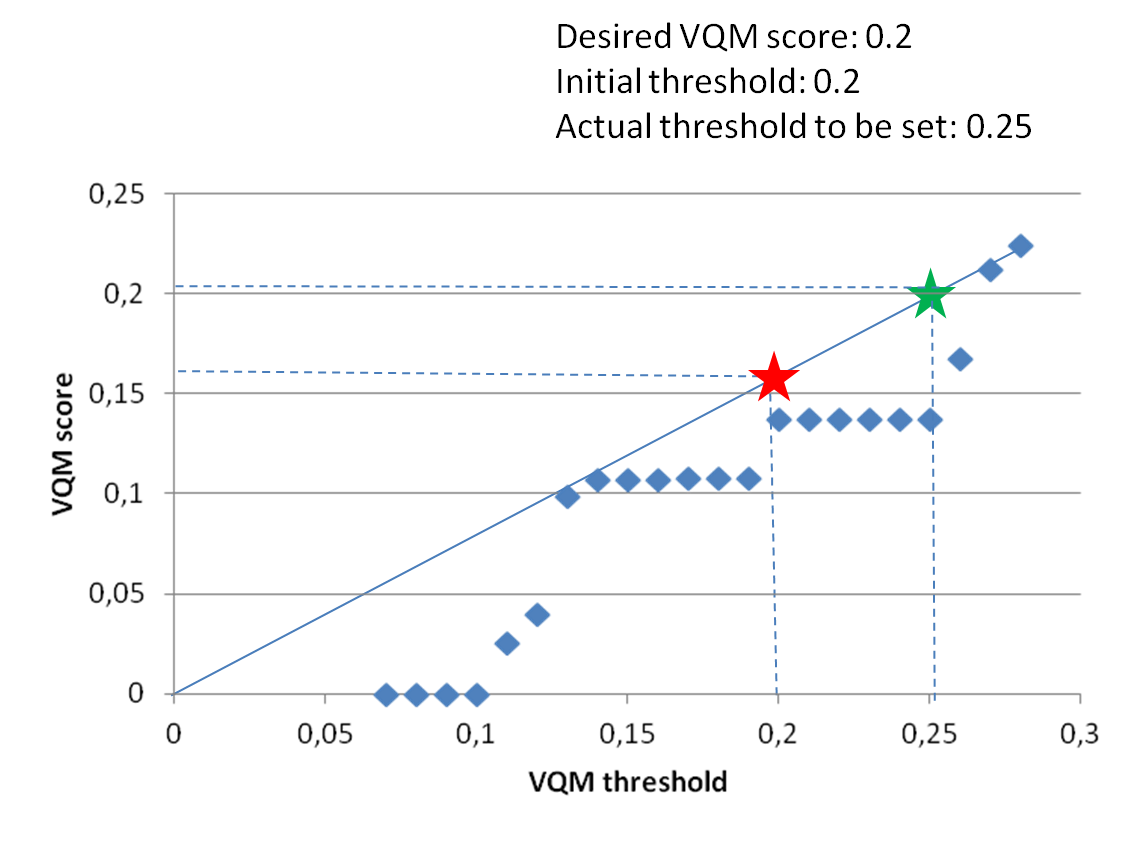 Desired VQM score: 0.2
Initial threshold: 0.2
Actual threshold to be set: 0.25
0,25
0,2
0,15
0,1
0,05
0
VQM score
0
0,05
0,1
0,15
0,2
0,25
0,3
VQM threshold